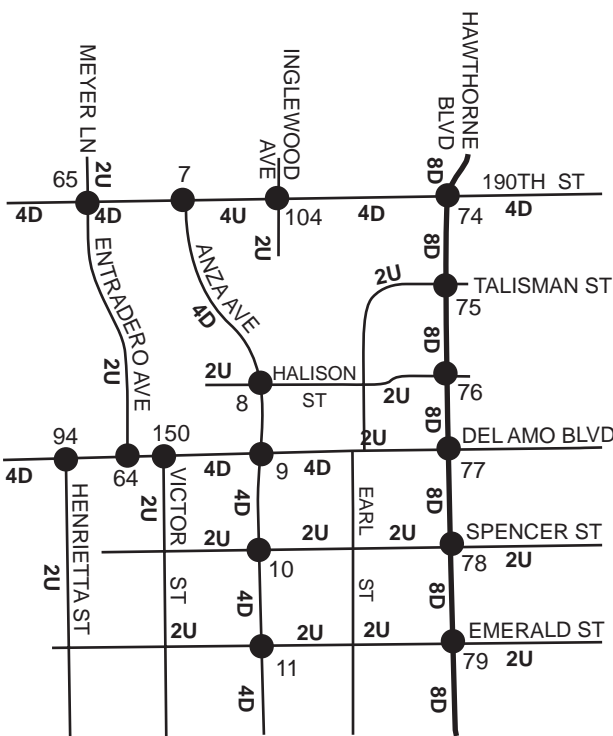 MEYER LN
INGLEWOOD
AVE
HAWTHORNE
BLVD
65
2U
7
8D
190TH ST
4D
4D
4U
104
4D
74
4D
ENTRADERO AVE
2U
ANZA AVE
4D
2U
8D
2U
TALISMAN ST
75
8D
2U
HALISON
ST
8
2U
76
8D
94
150
2U
DEL AMO BLVD
4D
64
4D
9
4D
77
HENRIETTA ST
2U
2U
VICTOR ST
4D
EARL ST
8D
2U
2U
2U
SPENCER ST
10
78
2U
4D
8D
2U
2U
2U
EMERALD ST
11
79
2U
4D
8D